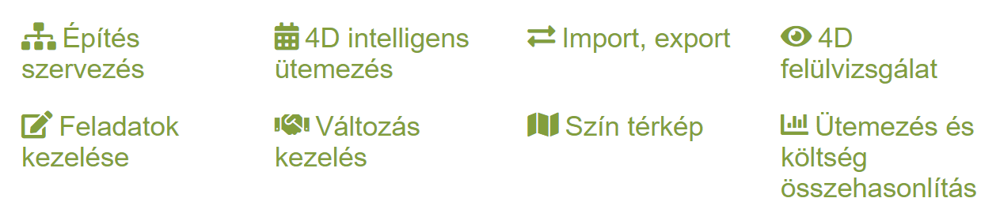 Építés
szervezés
4D intelligens
ütemezés
Import, export
4D
felülvizsgálat
Feladatok
kezelése
Változás
kezelés
Szín térkép
Ütemezés és
költség
összehasonlítás